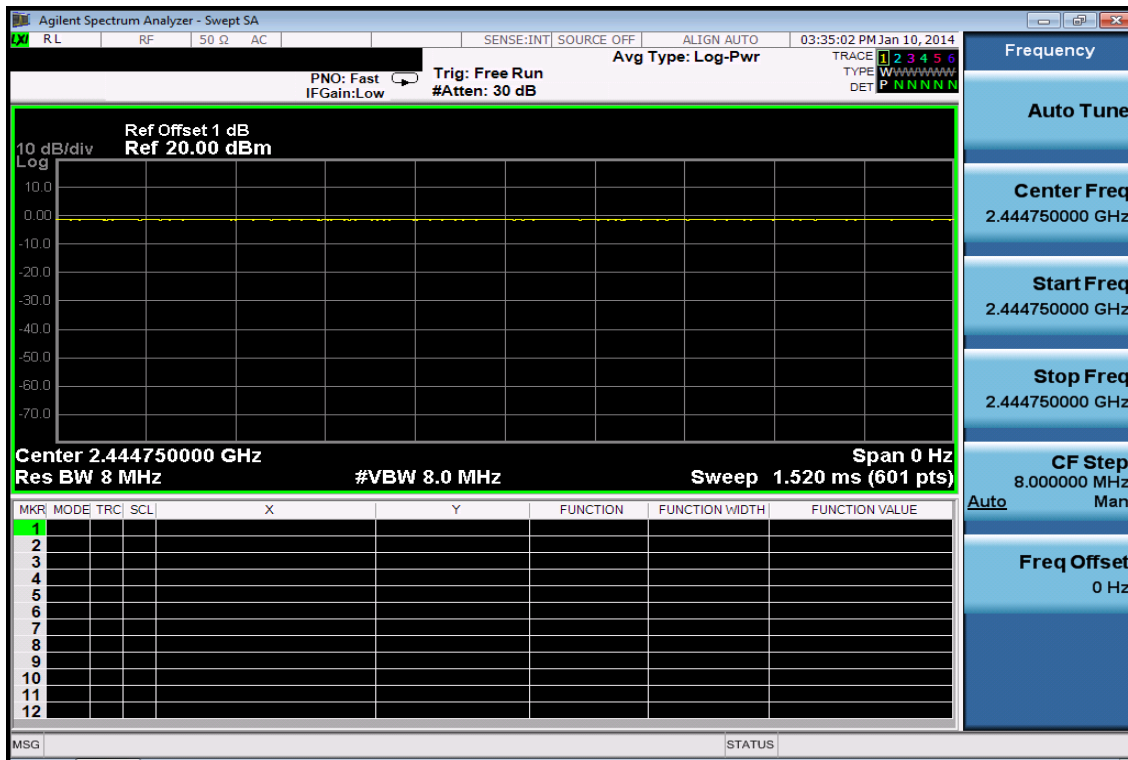 Agilent Spectrum Analyzer - Swept SA
LXI RL RF 50 Ω AC SENSE:INT SOURCE OFF ALIGN AUTO 03:35:02 PM Jan 10, 2014
Avg Type: Log-Pwr
TRACE 1 2 3 4 5 6
TYPE WWWWWW
DET P N N N N N
PNO: Fast
IFGain:Low
Trig: Free Run
#Atten: 30 dB
Ref Offset 1 dB
Ref 20.00 dBm
10 dB/div
Log
10.0
0.00
-10.0
-20.0
-30.0
-40.0
-50.0
-60.0
-70.0
Center 2.444750000 GHz Span 0 Hz
Res BW 8 MHz #VBW 8.0 MHz Sweep 1.520 ms (601 pts)
MKR MODE TRC SCL X Y FUNCTION FUNCTION WIDTH FUNCTION VALUE
1
2
3
4
5
6
7
8
9
10
11
12
MSG STATUS
Frequency
Auto Tune
Center Freq
2.444750000 GHz
Start Freq
2.444750000 GHz
Stop Freq
2.444750000 GHz
CF Step
8.000000 MHz
Auto Man
Freq Offset
0 Hz